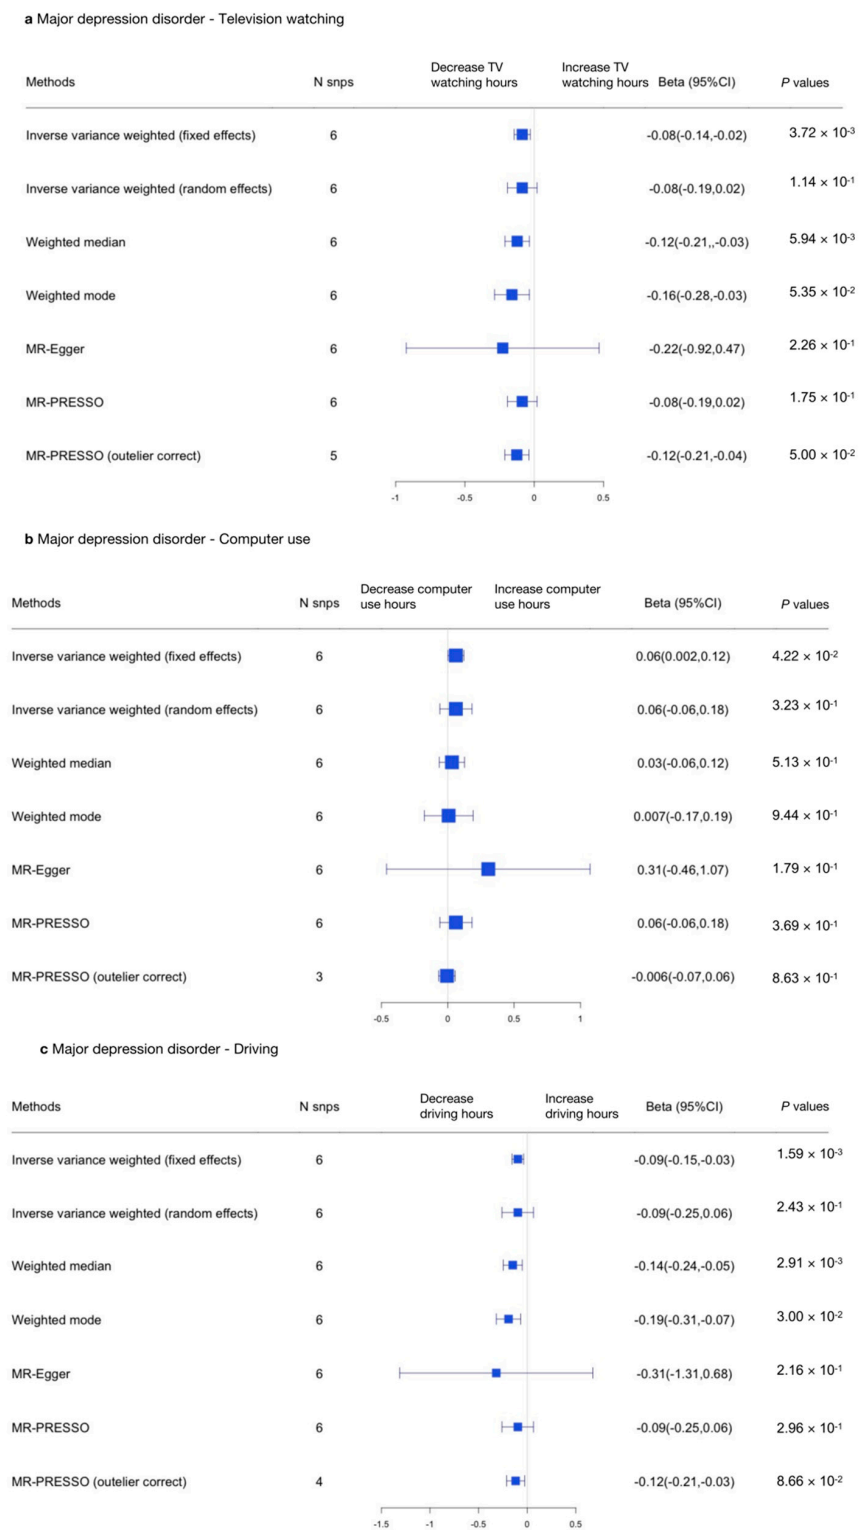 a Major depression disorder - Television watching
Methods N snps Decrease TV watching hours Increase TV watching hours Beta (95%CI) P values
Inverse variance weighted (fixed effects) 6 -0.08(-0.14,-0.02) 3.72 × 10-3
Inverse variance weighted (random effects) 6 -0.08(-0.19,0.02) 1.14 × 10-1
Weighted median 6 -0.12(-0.21,,-0.03) 5.94 × 10-3
Weighted mode 6 -0.16(-0.28,-0.03) 5.35 × 10-2
MR-Egger 6 -0.22(-0.92,0.47) 2.26 × 10-1
MR-PRESSO 6 -0.08(-0.19,0.02) 1.75 × 10-1
MR-PRESSO (outelier correct) 5 -0.12(-0.21,-0.04) 5.00 × 10-2
-1 -0.5 0 0.5
b Major depression disorder - Computer use
Methods N snps Decrease computer use hours Increase computer use hours Beta (95%CI) P values
Inverse variance weighted (fixed effects) 6 0.06(0.002,0.12) 4.22 × 10-2
Inverse variance weighted (random effects) 6 0.06(-0.06,0.18) 3.23 × 10-1
Weighted median 6 0.03(-0.06,0.12) 5.13 × 10-1
Weighted mode 6 0.007(-0.17,0.19) 9.44 × 10-1
MR-Egger 6 0.31(-0.46,1.07) 1.79 × 10-1
MR-PRESSO 6 0.06(-0.06,0.18) 3.69 × 10-1
MR-PRESSO (outelier correct) 3 -0.006(-0.07,0.06) 8.63 × 10-1
-0.5 0 0.5 1
c Major depression disorder - Driving
Methods N snps Decrease driving hours Increase driving hours Beta (95%CI) P values
Inverse variance weighted (fixed effects) 6 -0.09(-0.15,-0.03) 1.59 × 10-3
Inverse variance weighted (random effects) 6 -0.09(-0.25,0.06) 2.43 × 10-1
Weighted median 6 -0.14(-0.24,-0.05) 2.91 × 10-3
Weighted mode 6 -0.19(-0.31,-0.07) 3.00 × 10-2
MR-Egger 6 -0.31(-1.31,0.68) 2.16 × 10-1
MR-PRESSO 6 -0.09(-0.25,0.06) 2.96 × 10-1
MR-PRESSO (outelier correct) 4 -0.12(-0.21,-0.03) 8.66 × 10-2
-1.5 -1 -0.5 0 0.5